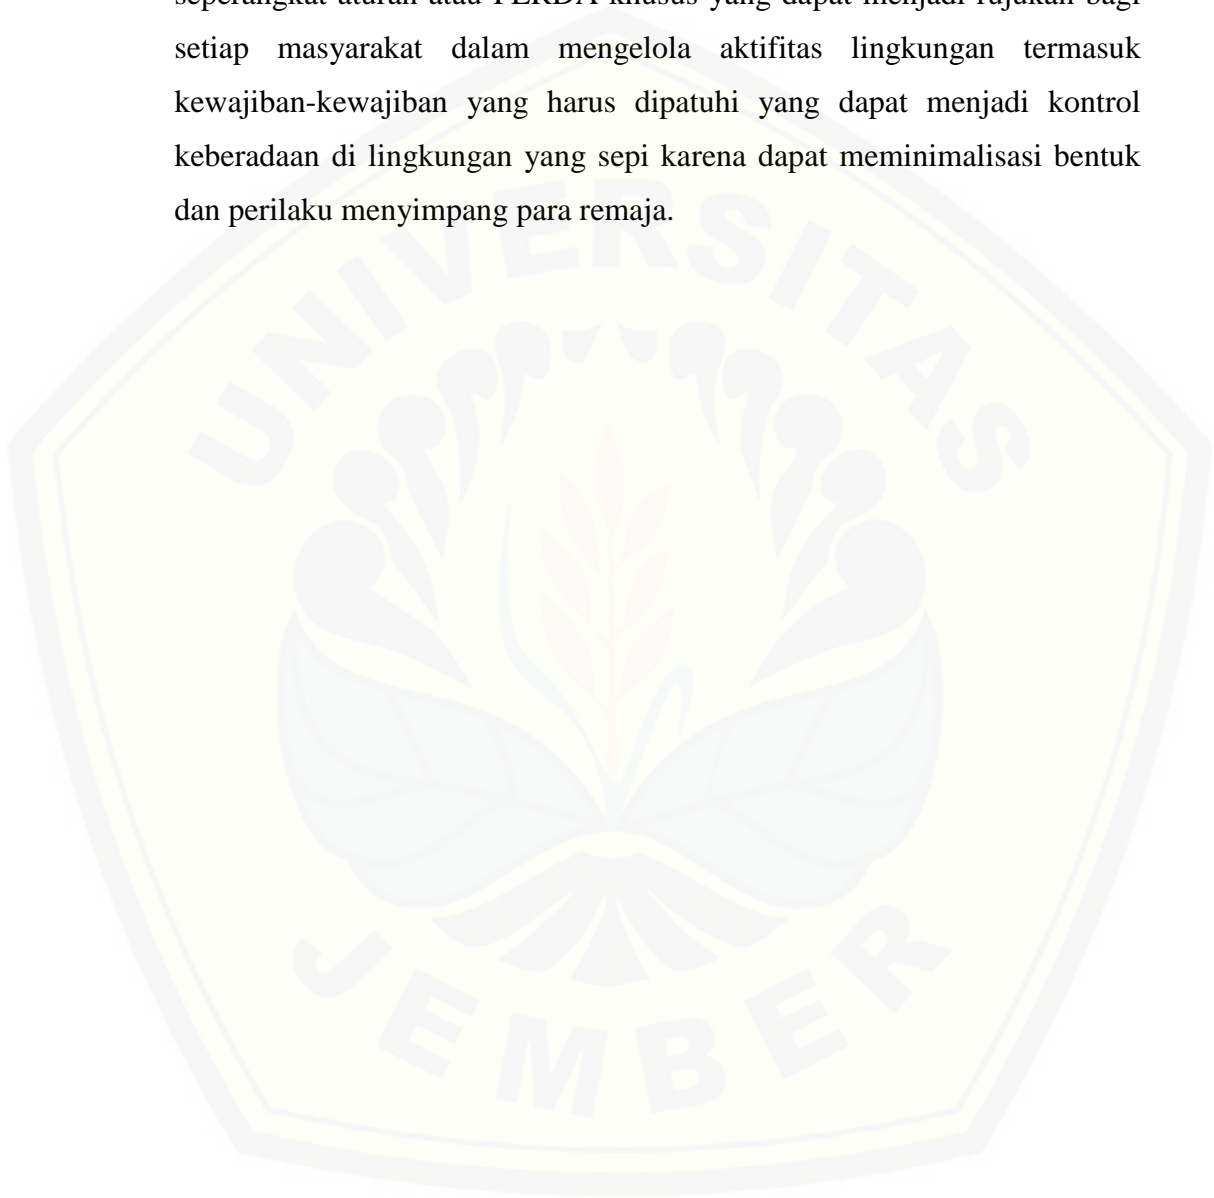 seperangkat aturan atau PERDA khusus yang dapat menjadi rujukan bagi
setiap masyarakat dalam mengelola aktifitas lingkungan termasuk
kewajiban-kewajiban yang harus dipatuhi yang dapat menjadi kontrol
keberadaan di lingkungan yang sepi karena dapat meminimalisasi bentuk
dan perilaku menyimpang para remaja.
UNIVERSITAS
JEMBER